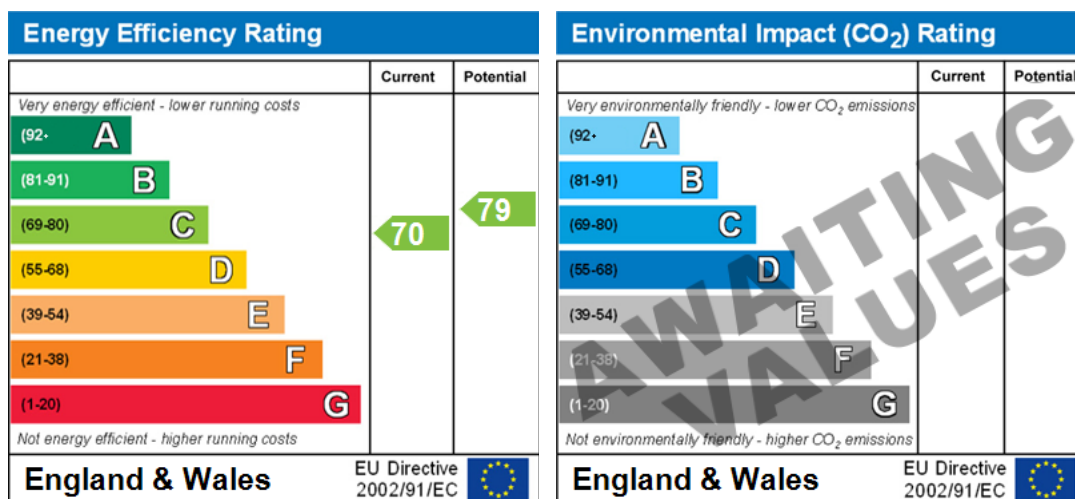 Energy Efficiency Rating
Current Potential
Very energy efficient - lower running costs
(92+ A
(81-91) B
(69-80) C
(55-68) D
(39-54) E
(21-38) F
(1-20) G
70
79
Not energy efficient - higher running costs
England & Wales
EU Directive
2002/91/EC
Environmental Impact (CO₂) Rating
Current Potential
Very environmentally friendly - lower CO₂ emissions
(92+ A
(81-91) B
(69-80) C
(55-68) D
(39-54) E
(21-38) F
(1-20) G
AWAITING
VALUES
Not environmentally friendly - higher CO₂ emissions
England & Wales
EU Directive
2002/91/EC